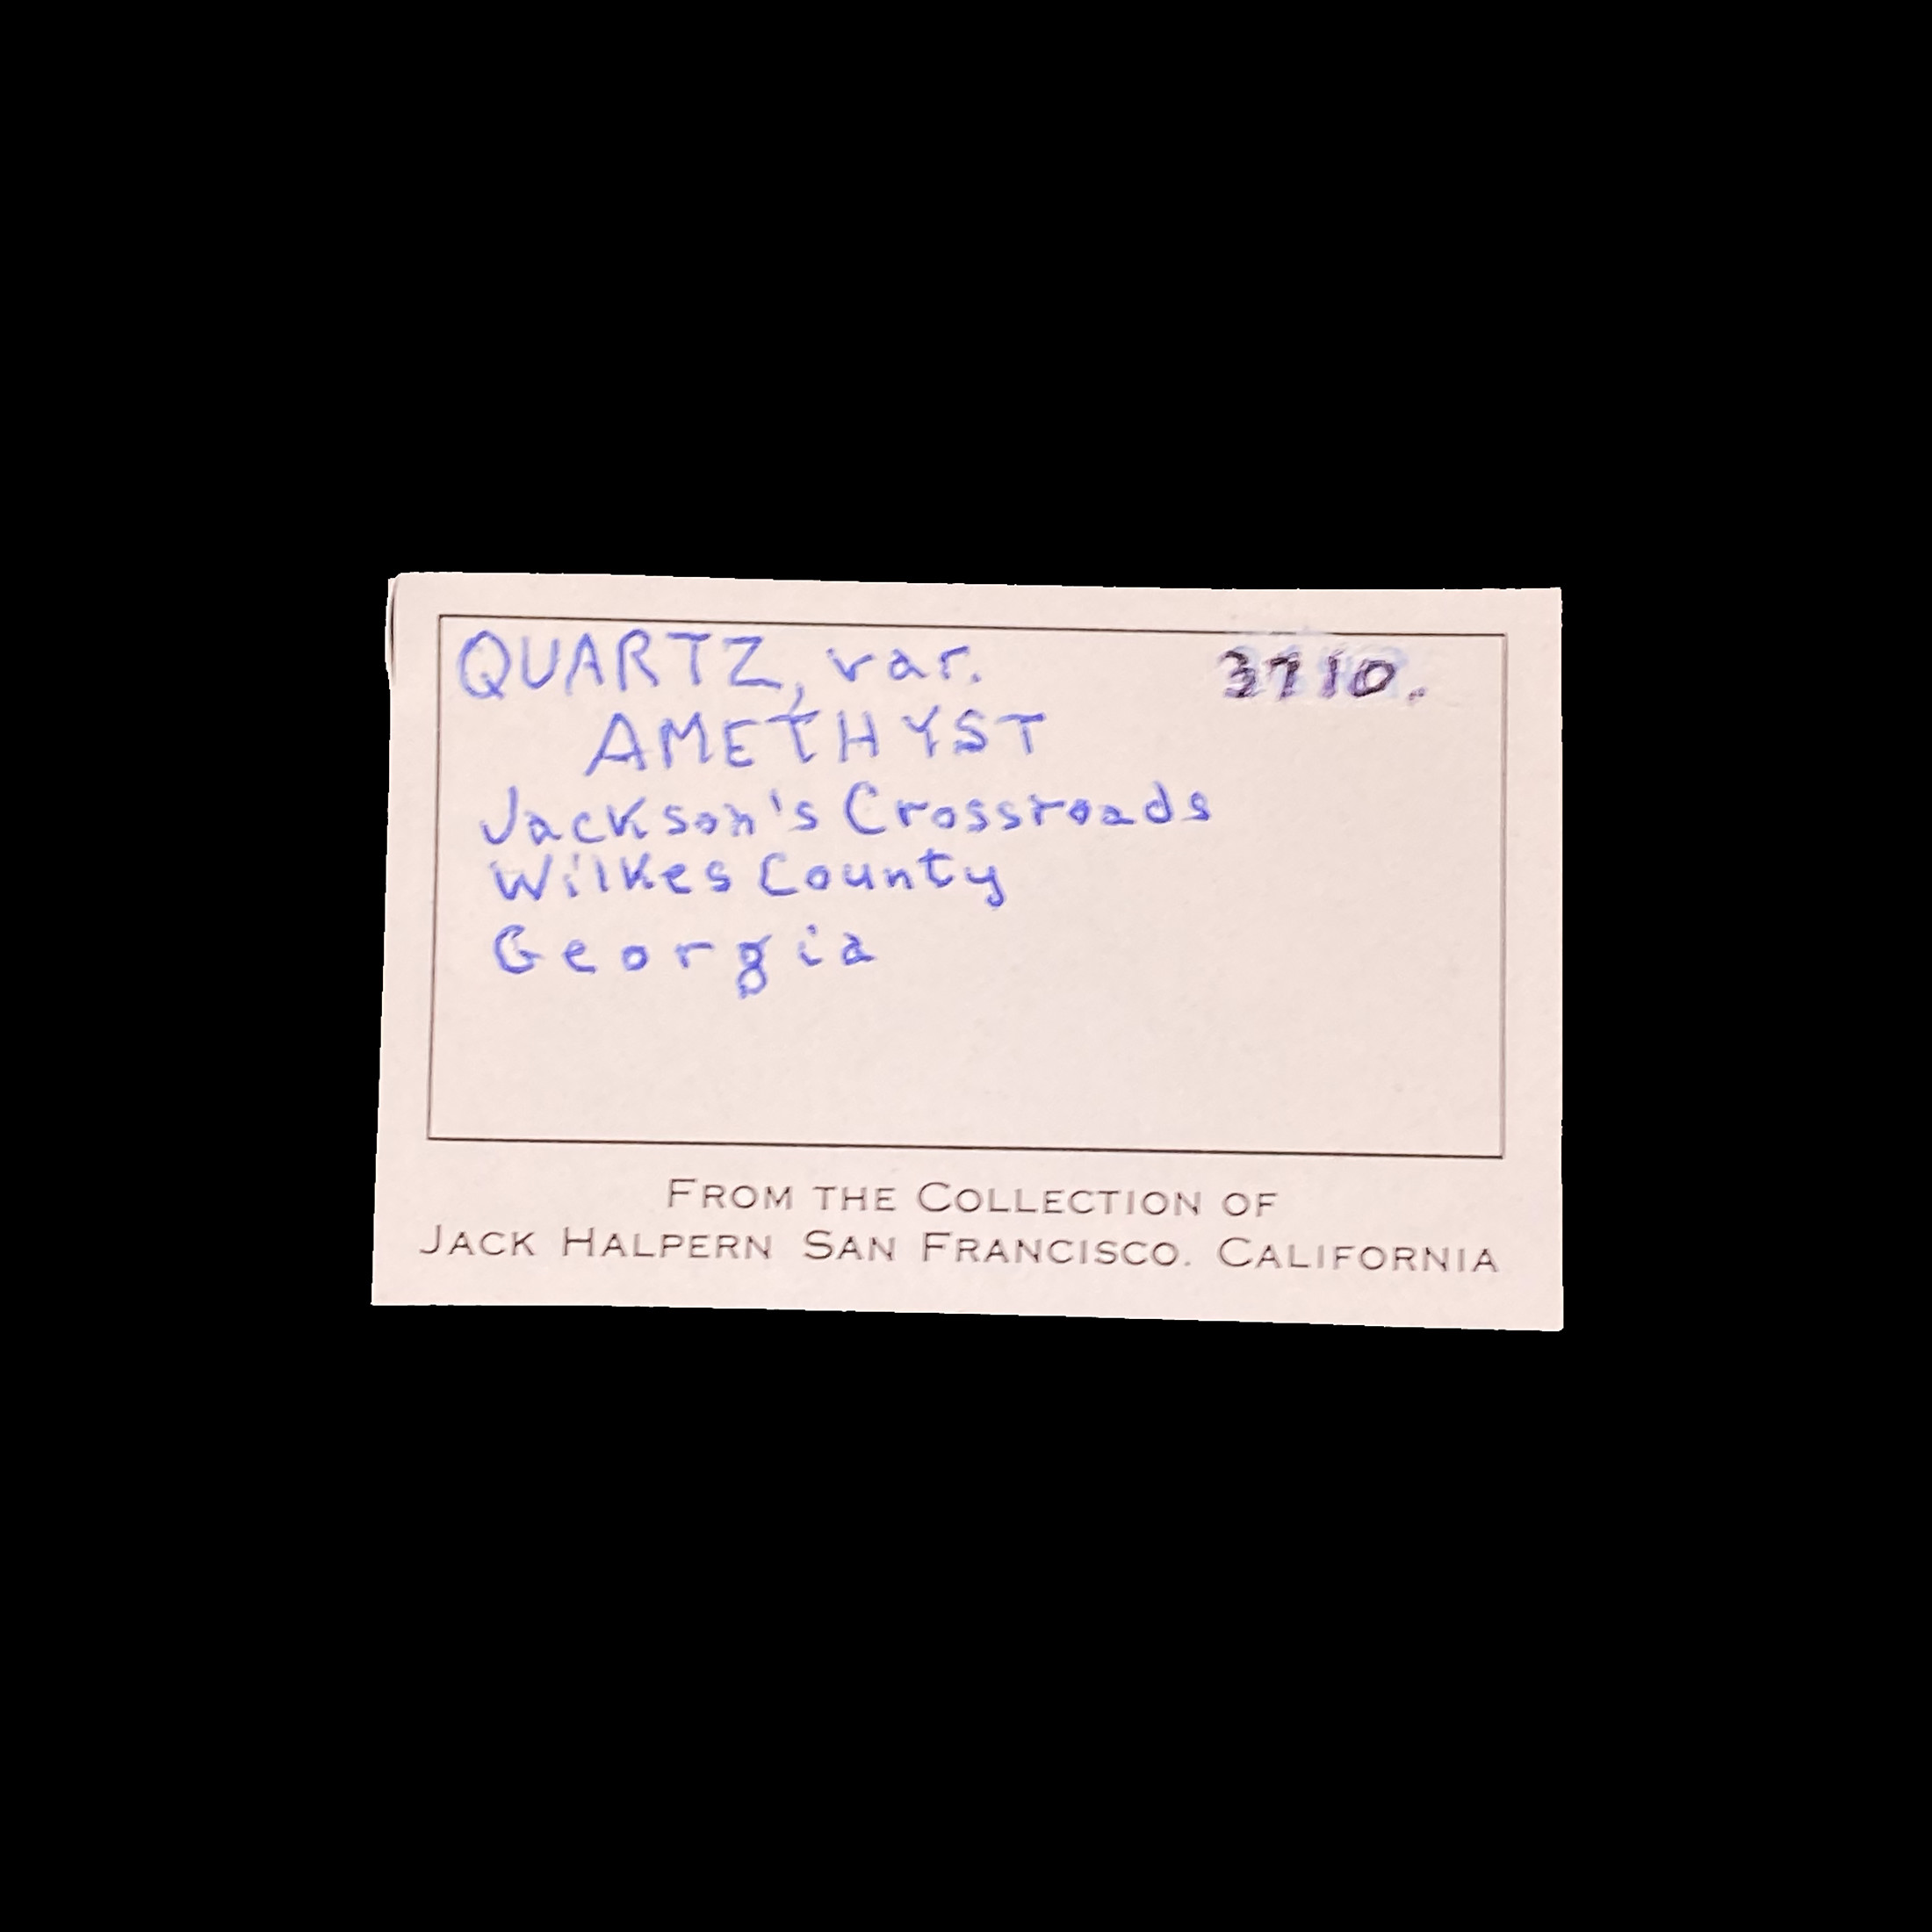 QUARTZ, var. 3710.
AMETHYST
Jackson's Crossroads
Wilkes County
Georgia
FROM THE COLLECTION OF
JACK HALPERN SAN FRANCISCO. CALIFORNIA